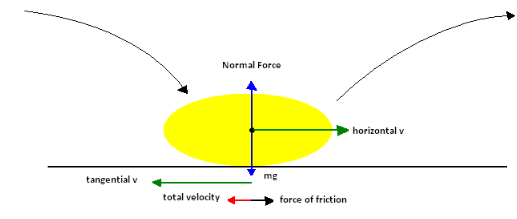 Normal Force
horizontal v
mg
tangential v
total velocity
force of friction